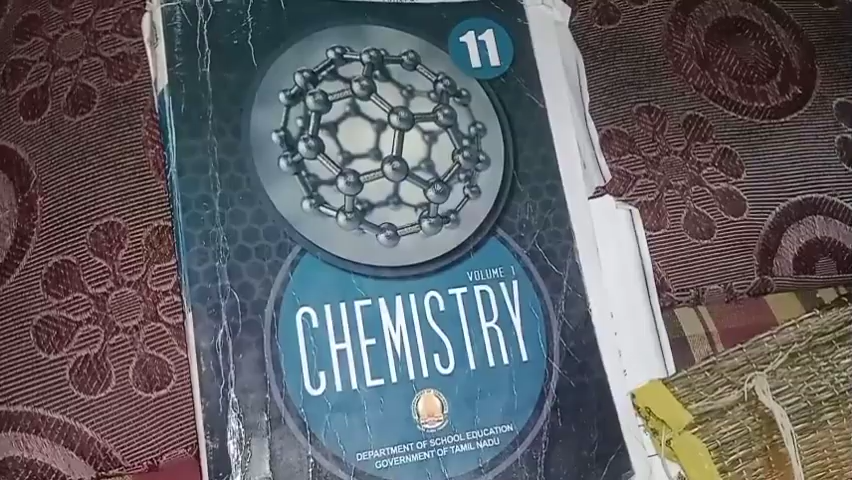 11
VOLUME 1
CHEMISTRY
DEPARTMENT OF SCHOOL EDUCATION
GOVERNMENT OF TAMIL NADU